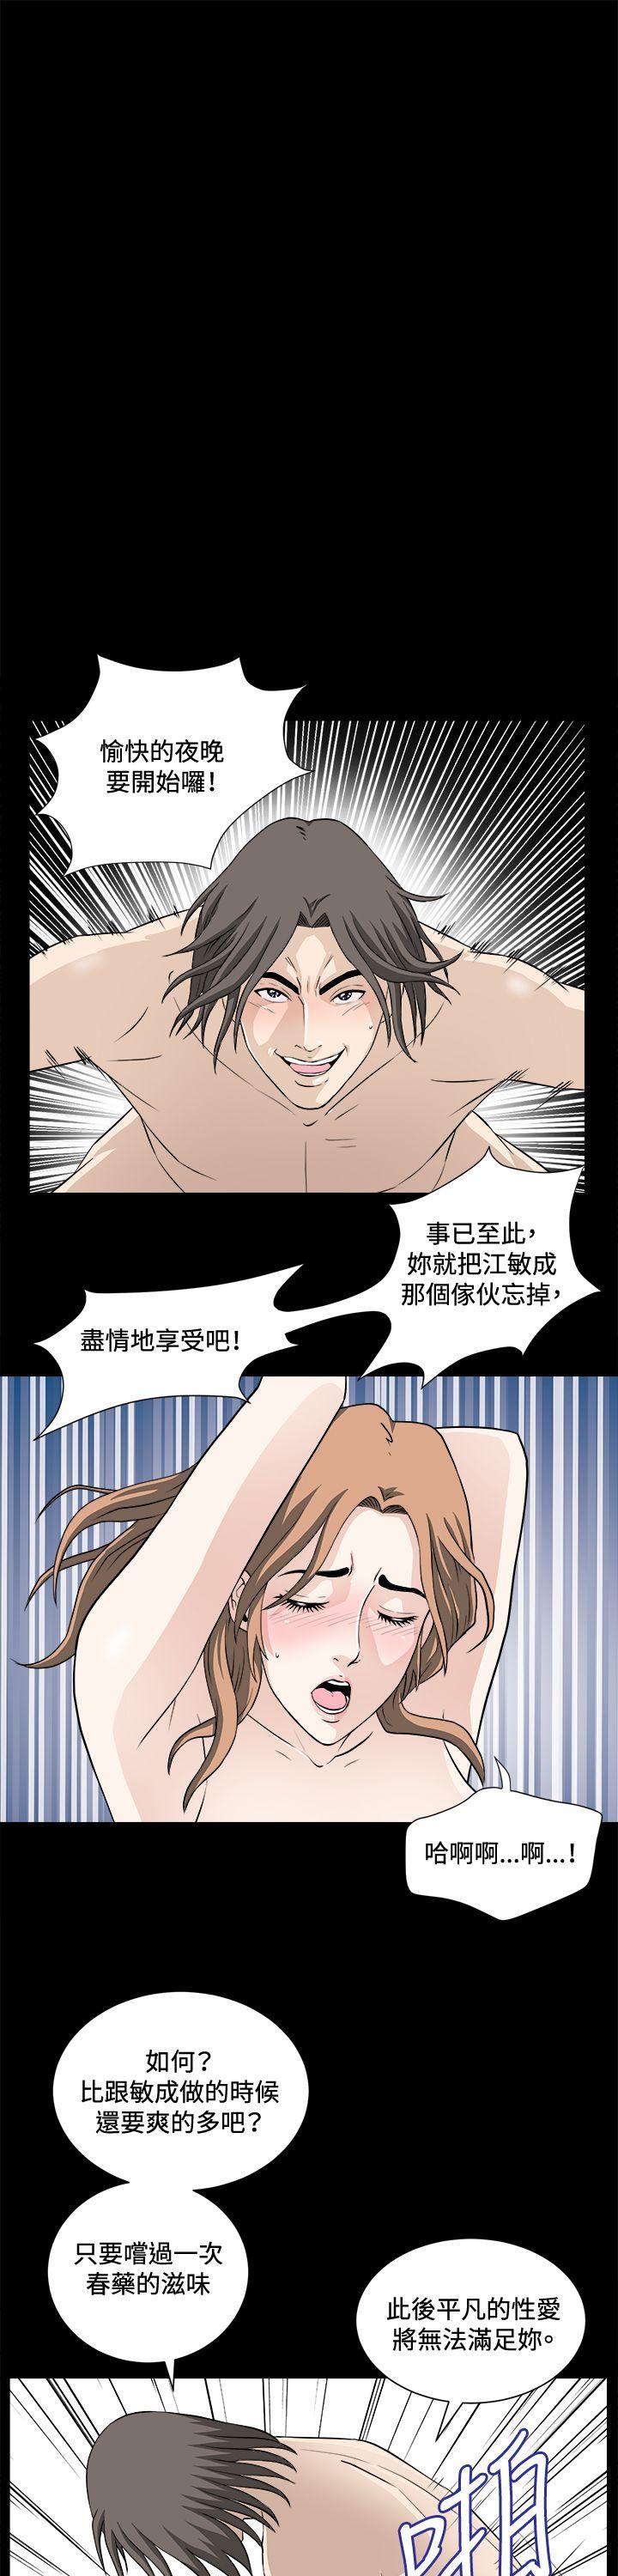 愉快的夜晚
要開始囉！
事已至此，
妳就把江敏成
那個傢伙忘掉，
盡情地享受吧！
哈啊啊...啊...！
如何？
比跟敏成做的時候
還要爽的多吧？
只要嚐過一次
春藥的滋味
此後平凡的性愛
將無法滿足妳。
啪